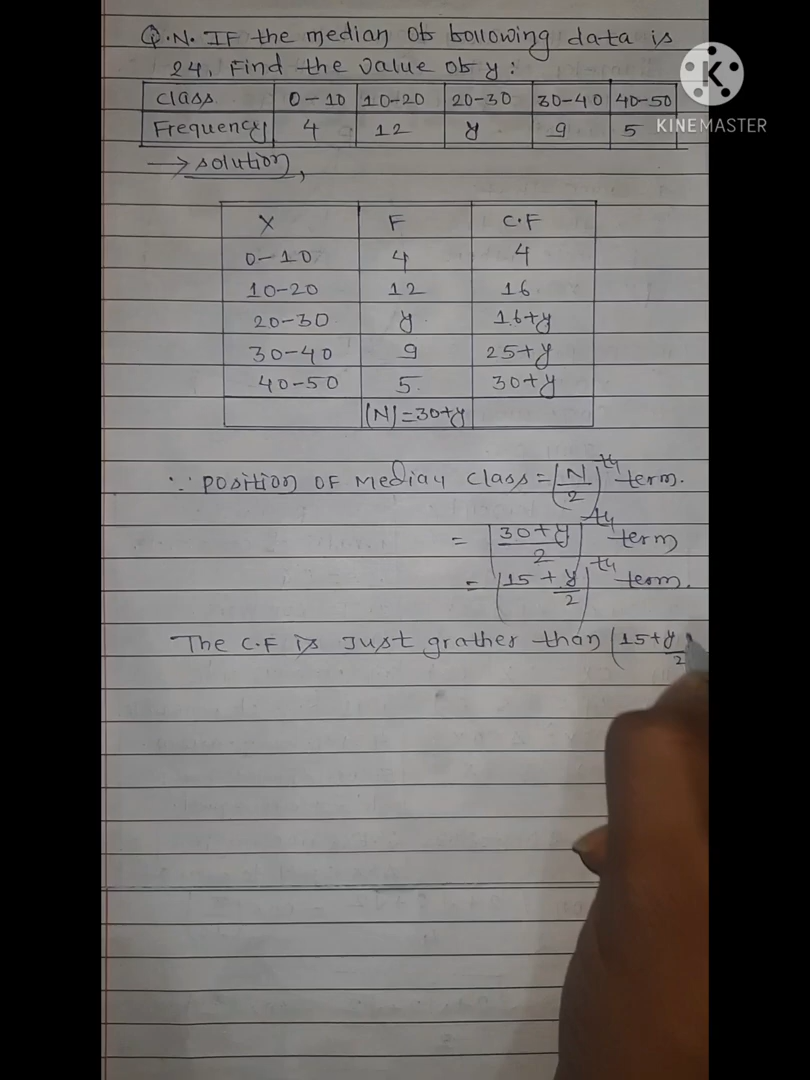 Q.N. IF the median of following data is
24, Find the value of y :
class 0-10 10-20 20-30 30-40 40-50
Frequency 4 12 y 9 5
KINEMASTER
→ solution,
X F C.F
0-10 4 4
10-20 12 16
20-30 y 16+y
30-40 9 25+y
40-50 5 30+y
(N)=30+y
∵ position OF Median class = (N/2)th term.
= (30+y/2)th term
= (15+y/2)th term.
The C.F is Just grather than (15+y/2)